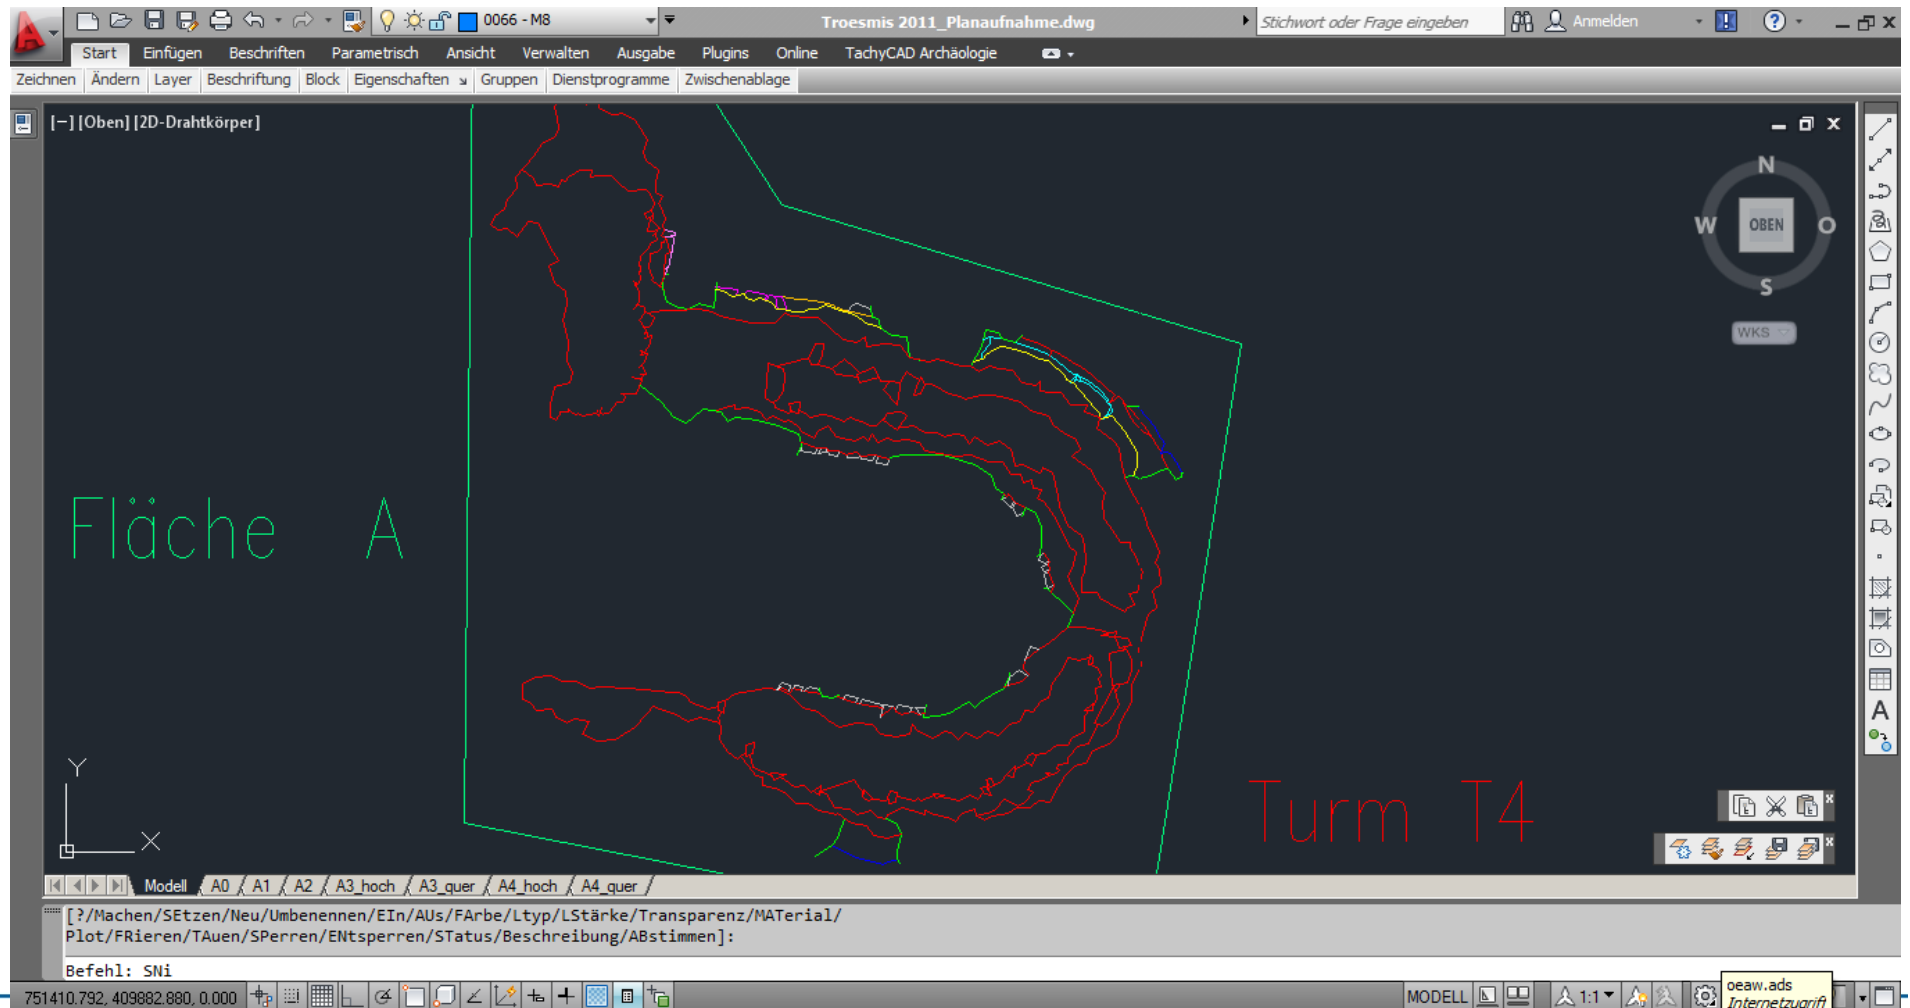 0066 - M8
Troesmis 2011_Planaufnahme.dwg
Stichwort oder Frage eingeben
Anmelden
Start Einfügen Beschriften Parametrisch Ansicht Verwalten Ausgabe Plugins Online TachyCAD Archäologie
Zeichnen Ändern Layer Beschriftung Block Eigenschaften Gruppen Dienstprogramme Zwischenablage
[−] [Oben] [2D-Drahtkörper]
N
W OBEN O
S
WKS
Fläche A
Turm T4
Y
X
Modell A0 A1 A2 A3_hoch A3_quer A4_hoch A4_quer
[?/Machen/SEtzen/Neu/Umbenennen/EIn/AUs/FArbe/Ltyp/LStärke/Transparenz/MATerial/
Plot/FRieren/TAuen/SPerren/ENtsperren/STatus/Beschreibung/ABstimmen]:
Befehl: SNi
751410.792, 409882.880, 0.000
MODELL
1:1
oeaw.ads
Internetzugriff